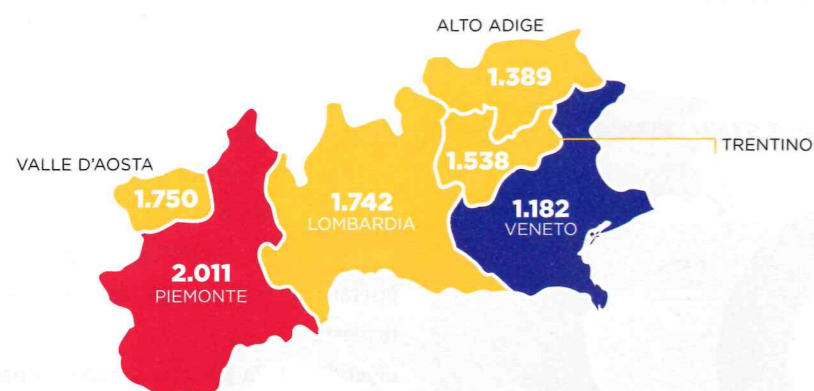 ALTO ADIGE
1.389
TRENTINO
1.538
VALLE D'AOSTA
1.750
1.742
LOMBARDIA
1.182
VENETO
2.011
PIEMONTE